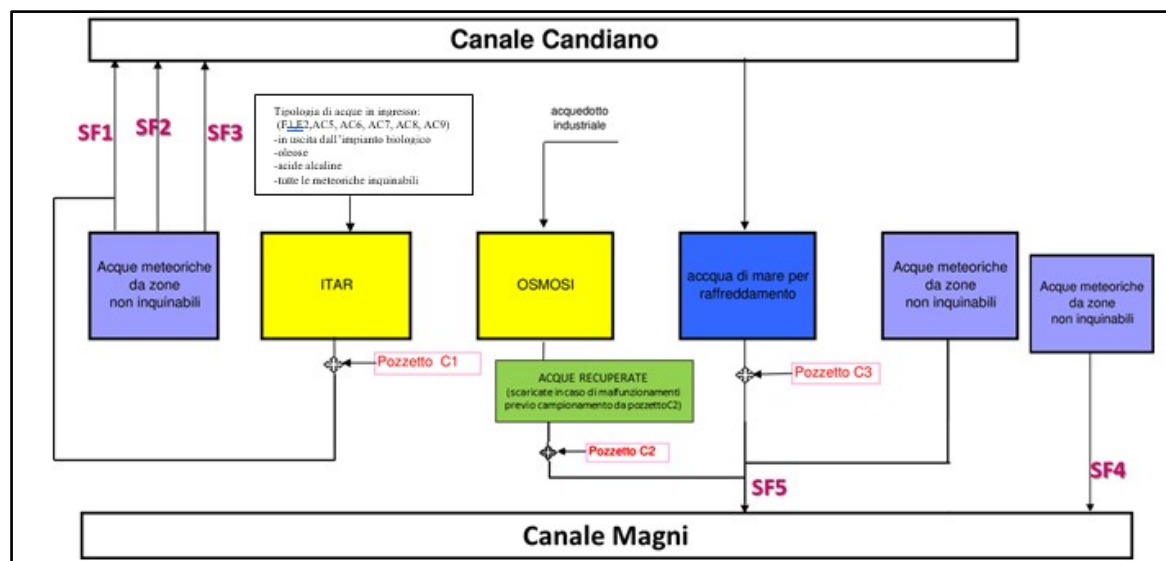 Canale Candiano
SF1
SF2
SF3
Tipologia di acque in ingresso:
(F1,F2,AC5, AC6, AC7, AC8, AC9)
-in uscita dall'impianto biologico
-oleose
-acide alcaline
-tutte le meteoriche inquinabili
acquedotto
industriale
Acque meteoriche
da zone
non inquinabili
ITAR
OSMOSI
accqua di mare per
raffreddamento
Acque meteoriche
da zone
non inquinabili
Acque meteoriche
da zone
non inquinabili
Pozzetto C1
ACQUE RECUPERATE
(scaricate in caso di malfunzionamenti
previo campionamento da pozzettoC2)
Pozzetto C3
Pozzetto C2
SF5
SF4
Canale Magni